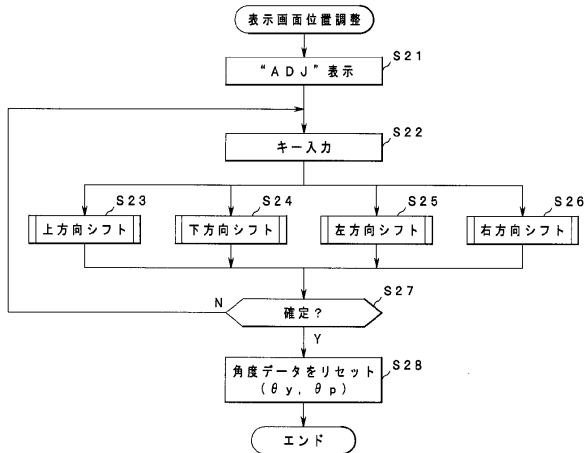 表示画面位置調整
S21
"ADJ"表示
S22
キー入力
S23
上方向シフト
S24
下方向シフト
S25
左方向シフト
S26
右方向シフト
S27
N
確定?
Y
S28
角度データをリセット
(θy, θp)
エンド